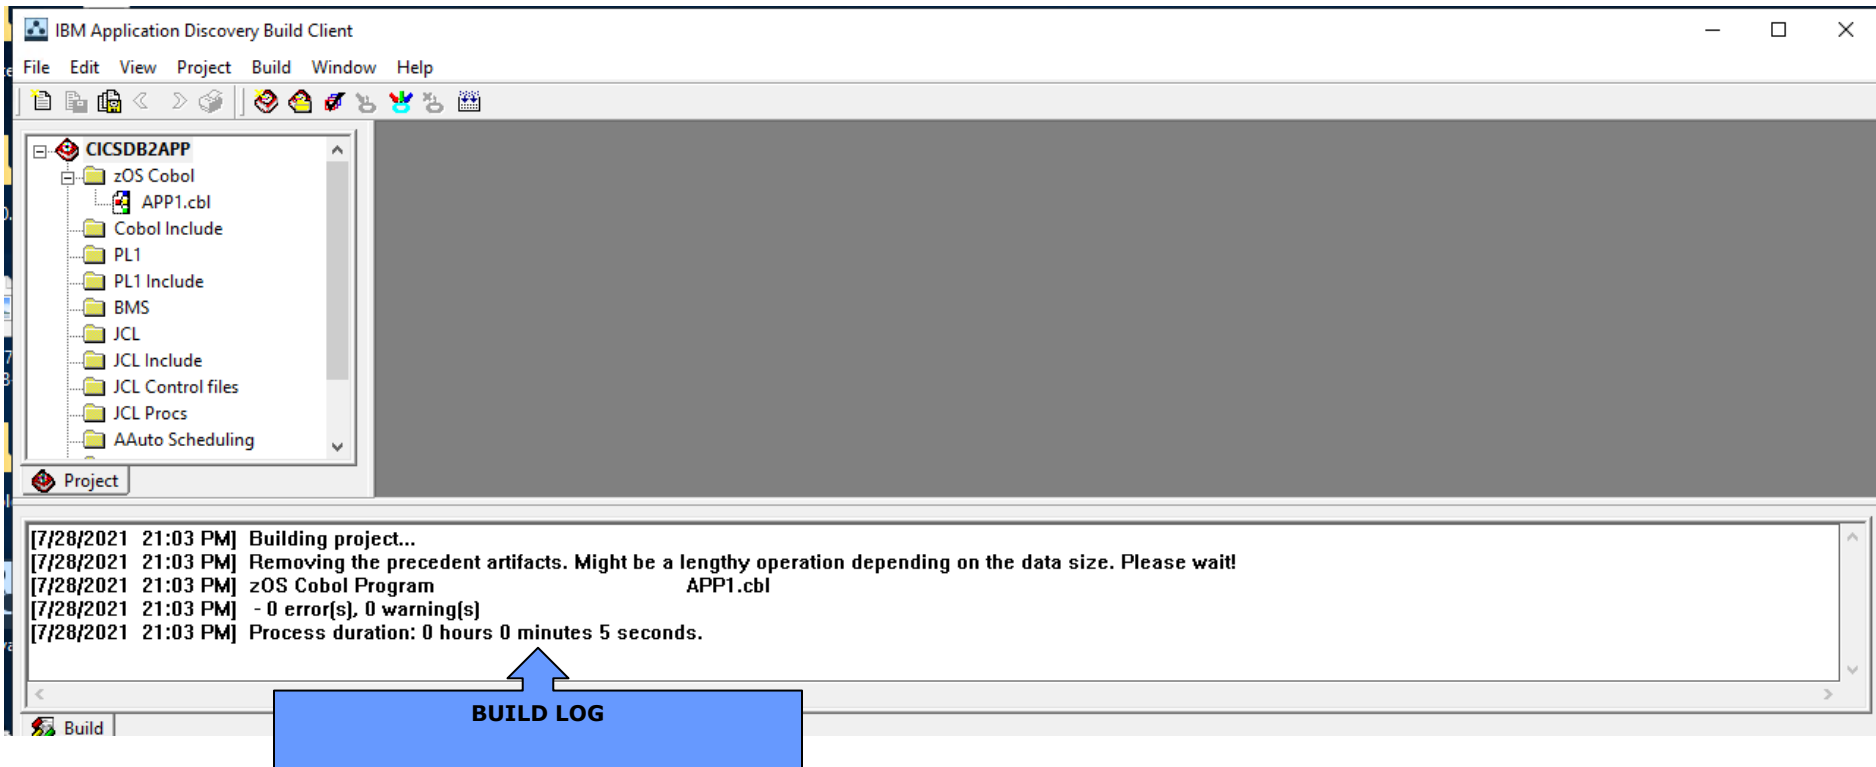 IBM Application Discovery Build Client
File Edit View Project Build Window Help
CICSDB2APP
zOS Cobol
APP1.cbl
Cobol Include
PL1
PL1 Include
BMS
JCL
JCL Include
JCL Control files
JCL Procs
AAuto Scheduling
Project
[7/28/2021 21:03 PM] Building project...
[7/28/2021 21:03 PM] Removing the precedent artifacts. Might be a lengthy operation depending on the data size. Please wait!
[7/28/2021 21:03 PM] zOS Cobol Program APP1.cbl
[7/28/2021 21:03 PM] - 0 error(s), 0 warning(s)
[7/28/2021 21:03 PM] Process duration: 0 hours 0 minutes 5 seconds.
BUILD LOG
Build